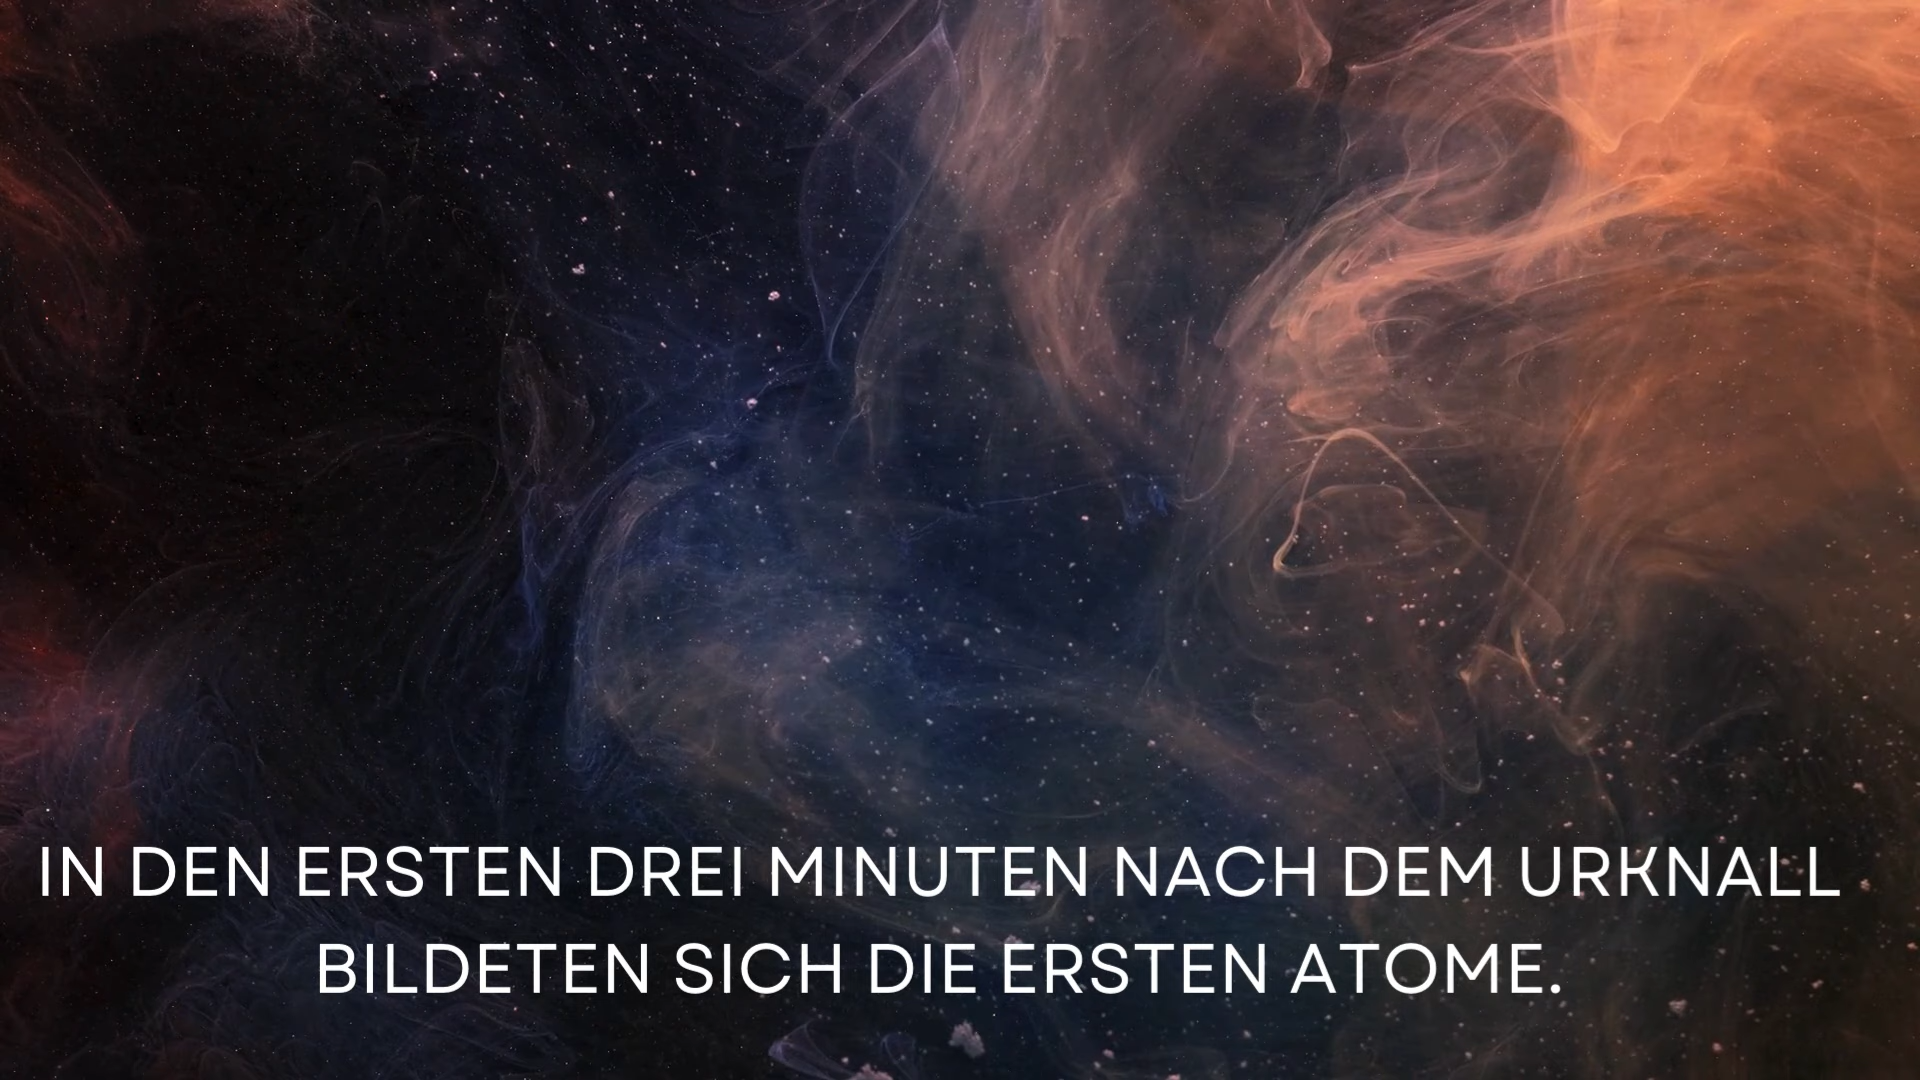 IN DEN ERSTEN DREI MINUTEN NACH DEM URKNALL
BILDETEN SICH DIE ERSTEN ATOME.